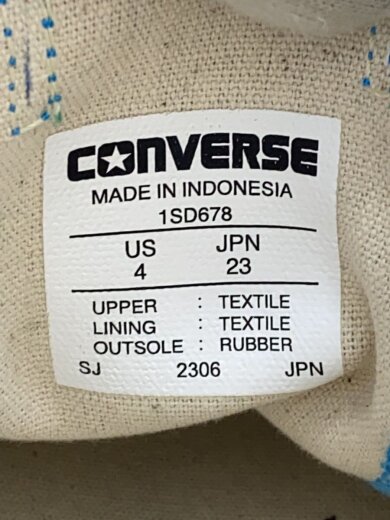 CONVERSE
MADE IN INDONESIA
1SD678
US JPN
4 23
UPPER : TEXTILE
LINING : TEXTILE
OUTSOLE : RUBBER
SJ 2306 JPN